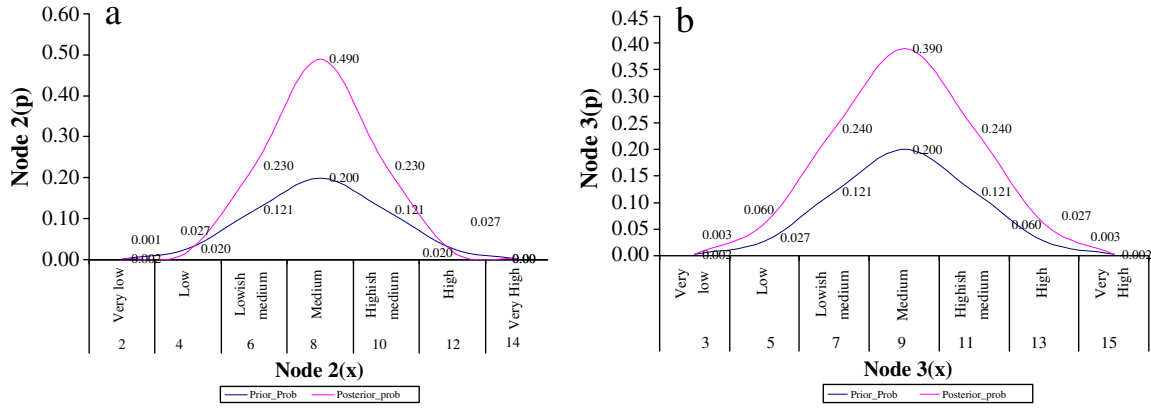 a
0.60
0.50
0.40
0.30
0.20
0.10
0.00
Node 2(p)
0.490
0.230
0.230
0.200
0.121
0.121
0.001
0.027
0.027
0.002
0.020
0.020
0.00
Very low
Low
Lowish medium
Medium
Highish medium
High
Very High
2 4 6 8 10 12 14
Node 2(x)
Prior_Prob Posterior_prob
b
0.45
0.40
0.35
0.30
0.25
0.20
0.15
0.10
0.05
0.00
Node 3(p)
0.390
0.240
0.240
0.200
0.121
0.121
0.060
0.060
0.027
0.027
0.003
0.003
0.002
0.002
Very low
Low
Lowish medium
Medium
Highish medium
High
Very High
3 5 7 9 11 13 15
Node 3(x)
Prior_Prob Posterior_prob